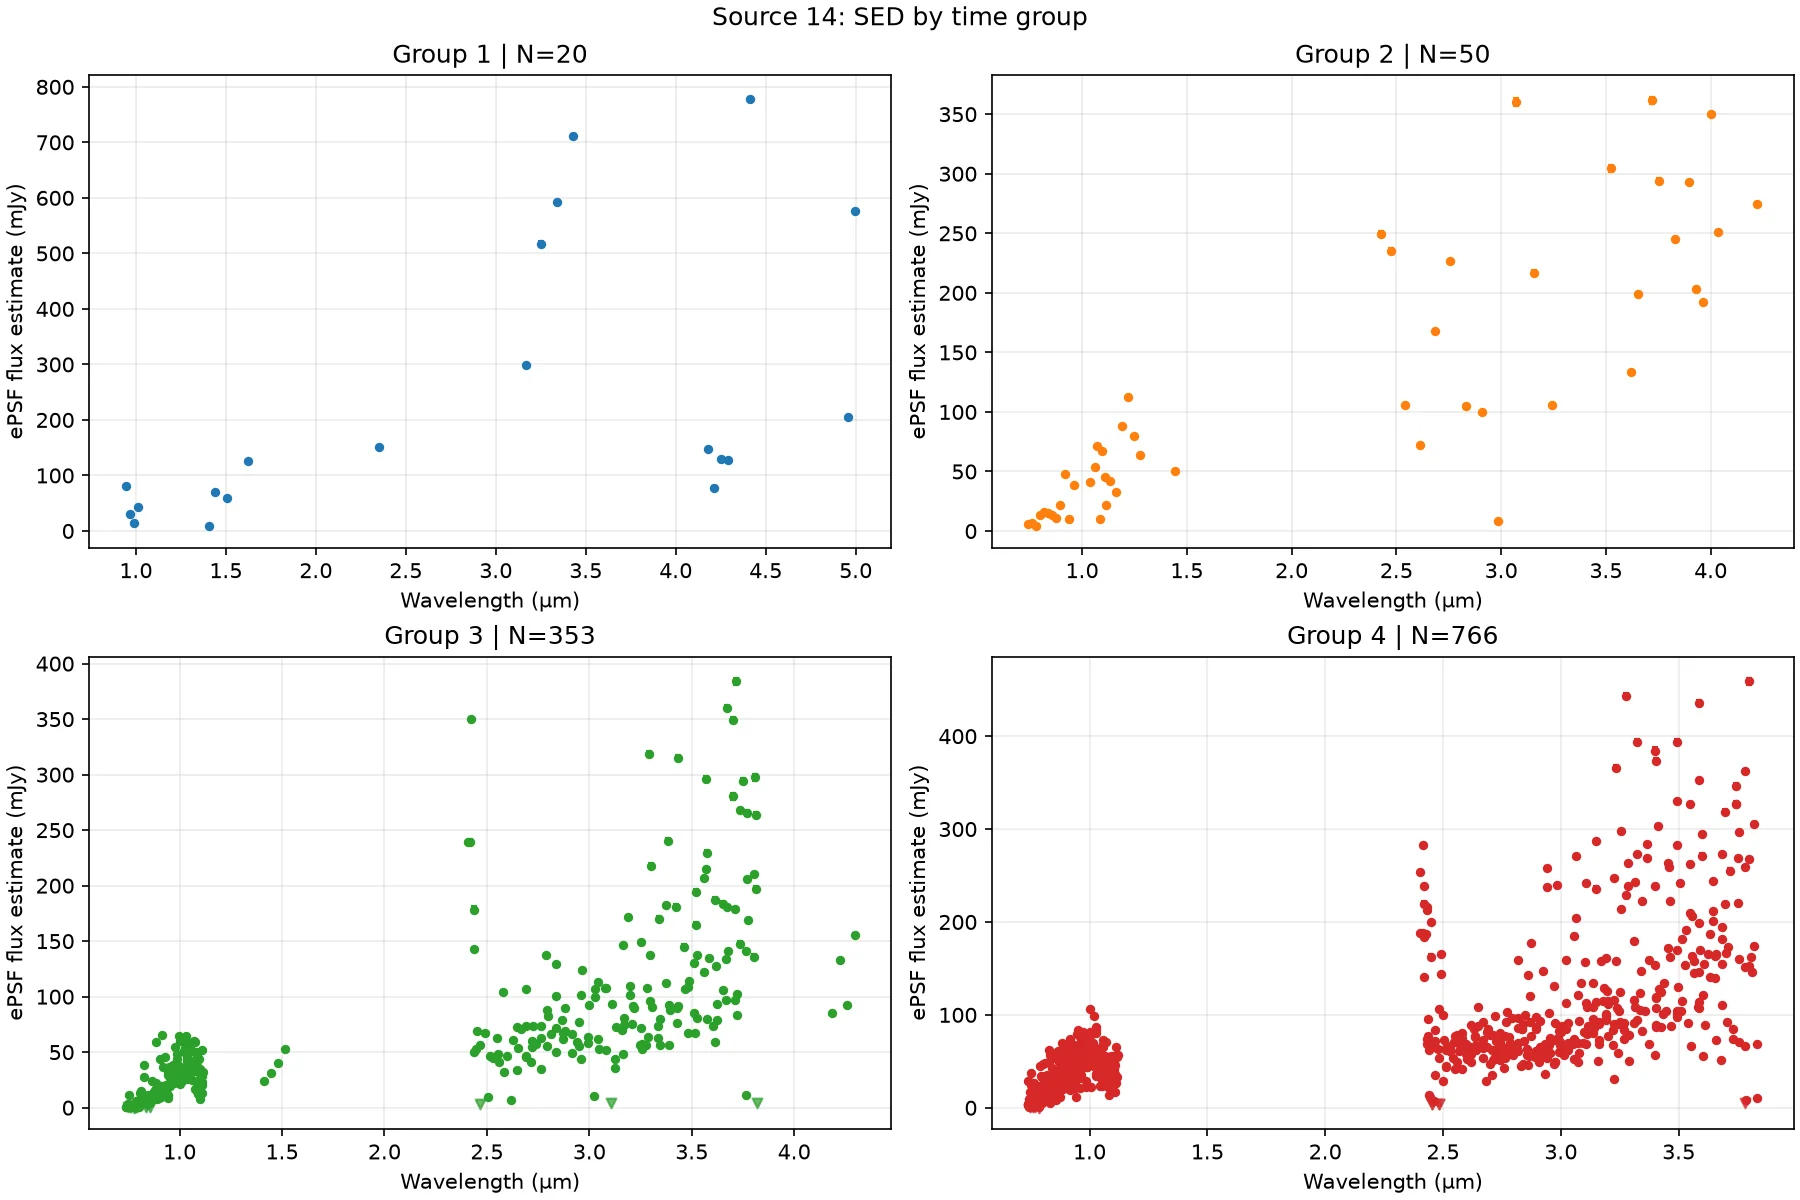 Source 14: SED by time group
Group 1 | N=20
ePSF flux estimate (mJy)
800
700
600
500
400
300
200
100
0
1.0 1.5 2.0 2.5 3.0 3.5 4.0 4.5 5.0
Wavelength (μm)
Group 2 | N=50
ePSF flux estimate (mJy)
350
300
250
200
150
100
50
0
1.0 1.5 2.0 2.5 3.0 3.5 4.0
Wavelength (μm)
Group 3 | N=353
ePSF flux estimate (mJy)
400
350
300
250
200
150
100
50
0
1.0 1.5 2.0 2.5 3.0 3.5 4.0
Wavelength (μm)
Group 4 | N=766
ePSF flux estimate (mJy)
400
300
200
100
0
1.0 1.5 2.0 2.5 3.0 3.5
Wavelength (μm)